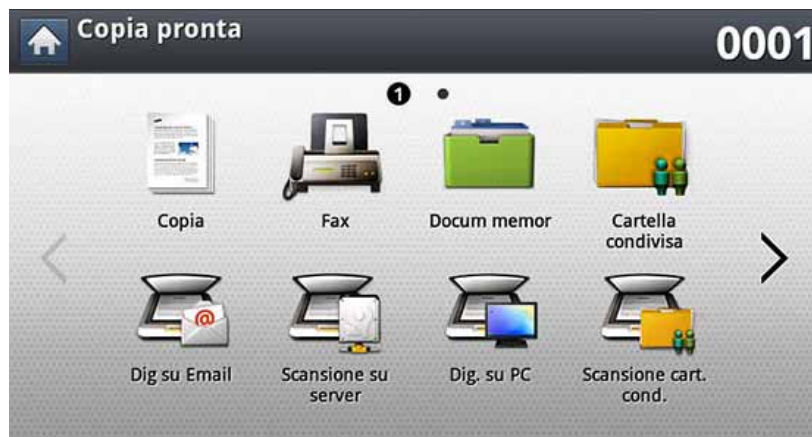 Copia pronta
0001
1
Copia
Fax
Docum memor
Cartella
condivisa
Dig su Email
Scansione su
server
Dig. su PC
Scansione cart.
cond.